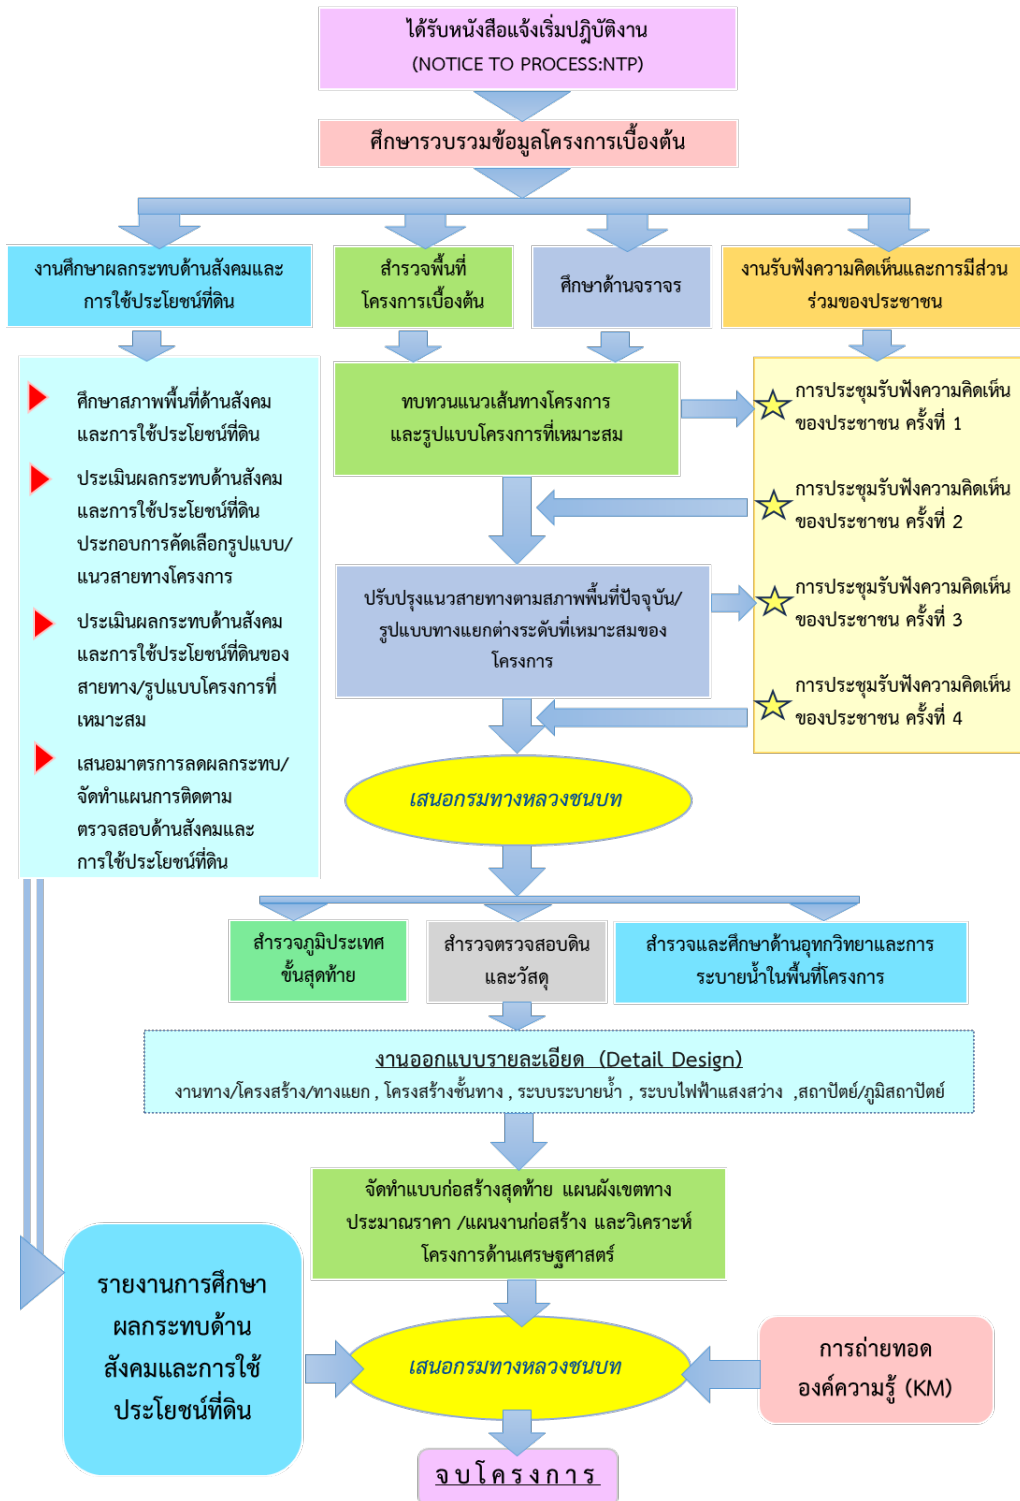 ได้รับหนังสือแจ้งเริ่มปฎิบัติงาน
(NOTICE TO PROCESS:NTP)
ศึกษารวบรวมข้อมูลโครงการเบื้องต้น
งานศึกษาผลกระทบด้านสังคมและ
การใช้ประโยชน์ที่ดิน
สำรวจพื้นที่
โครงการเบื้องต้น
ศึกษาด้านจราจร
งานรับฟังความคิดเห็นและการมีส่วน
ร่วมของประชาชน
ศึกษาสภาพพื้นที่ด้านสังคม
และการใช้ประโยชน์ที่ดิน
ประเมินผลกระทบด้านสังคม
และการใช้ประโยชน์ที่ดิน
ประกอบการคัดเลือกรูปแบบ/
แนวสายทางโครงการ
ประเมินผลกระทบด้านสังคม
และการใช้ประโยชน์ที่ดินของ
สายทาง/รูปแบบโครงการที่
เหมาะสม
เสนอมาตรการลดผลกระทบ/
จัดทำแผนการติดตาม
ตรวจสอบด้านสังคมและ
การใช้ประโยชน์ที่ดิน
ทบทวนแนวเส้นทางโครงการ
และรูปแบบโครงการที่เหมาะสม
การประชุมรับฟังความคิดเห็น
ของประชาชน ครั้งที่ 1
การประชุมรับฟังความคิดเห็น
ของประชาชน ครั้งที่ 2
การประชุมรับฟังความคิดเห็น
ของประชาชน ครั้งที่ 3
การประชุมรับฟังความคิดเห็น
ของประชาชน ครั้งที่ 4
ปรับปรุงแนวสายทางตามสภาพพื้นที่ปัจจุบัน/
รูปแบบทางแยกต่างระดับที่เหมาะสมของ
โครงการ
เสนอกรมทางหลวงชนบท
สำรวจภูมิประเทศ
ขั้นสุดท้าย
สำรวจตรวจสอบดิน
และวัสดุ
สำรวจและศึกษาด้านอุทกวิทยาและการ
ระบายน้ำในพื้นที่โครงการ
งานออกแบบรายละเอียด (Detail Design)
งานทาง/โครงสร้าง/ทางแยก , โครงสร้างชั้นทาง , ระบบระบายน้ำ , ระบบไฟฟ้าแสงสว่าง ,สถาปัตย์/ภูมิสถาปัตย์
จัดทำแบบก่อสร้างสุดท้าย แผนผังเขตทาง
ประมาณราคา /แผนงานก่อสร้าง และวิเคราะห์
โครงการด้านเศรษฐศาสตร์
รายงานการศึกษา
ผลกระทบด้าน
สังคมและการใช้
ประโยชน์ที่ดิน
เสนอกรมทางหลวงชนบท
การถ่ายทอด
องค์ความรู้ (KM)
จบโครงการ